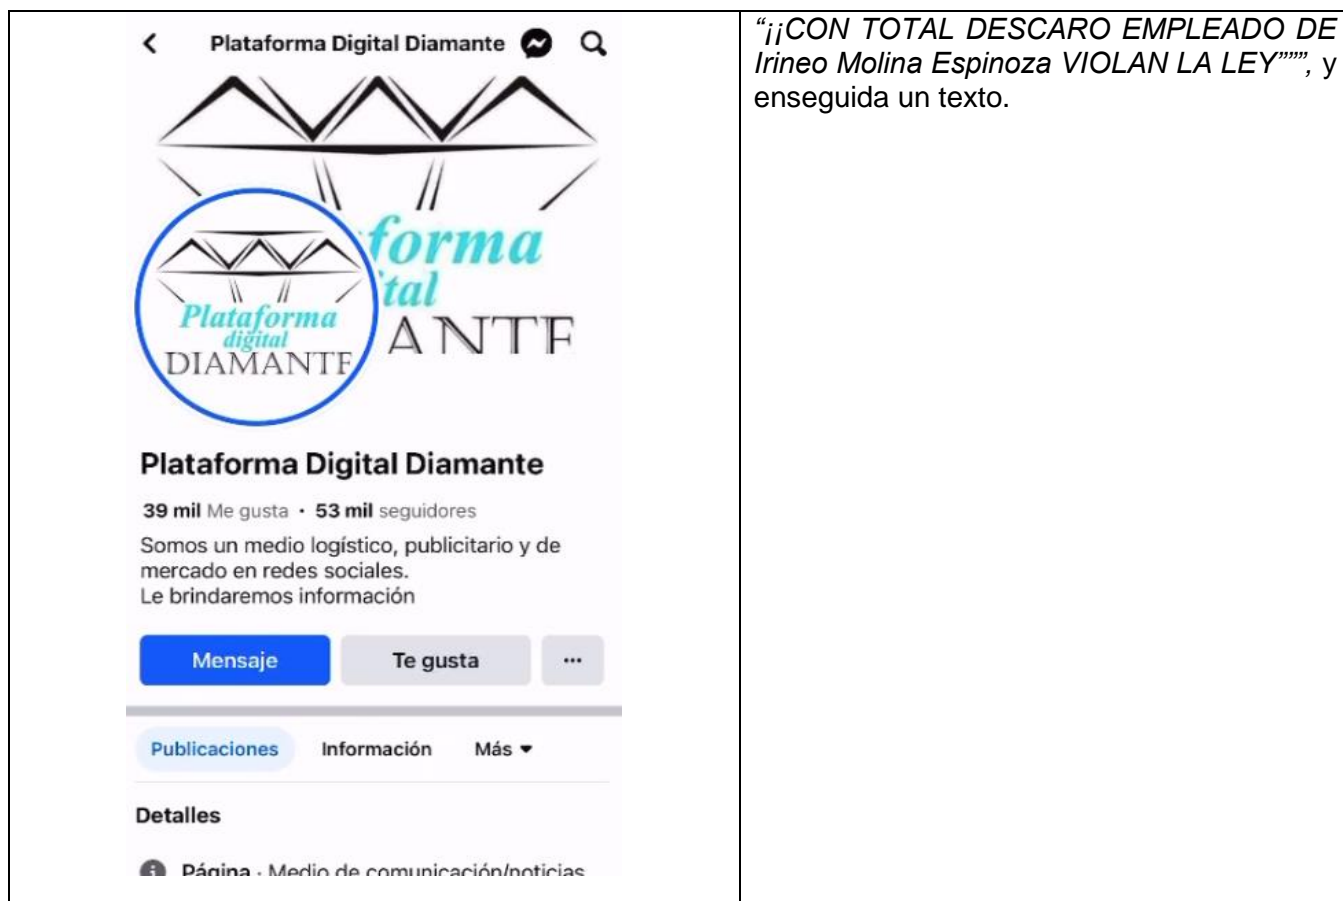 Plataforma Digital Diamante
forma
tal
ANTE
Plataforma
digital
DIAMANTE
Plataforma Digital Diamante
39 mil Me gusta · 53 mil seguidores
Somos un medio logístico, publicitario y de
mercado en redes sociales.
Le brindaremos información
Mensaje Te gusta ...
Publicaciones Información Más
Detalles
Página · Medio de comunicación/noticias
“¡¡CON TOTAL DESCARO EMPLEADO DE
Irineo Molina Espinoza VIOLAN LA LEY”””, y
enseguida un texto.